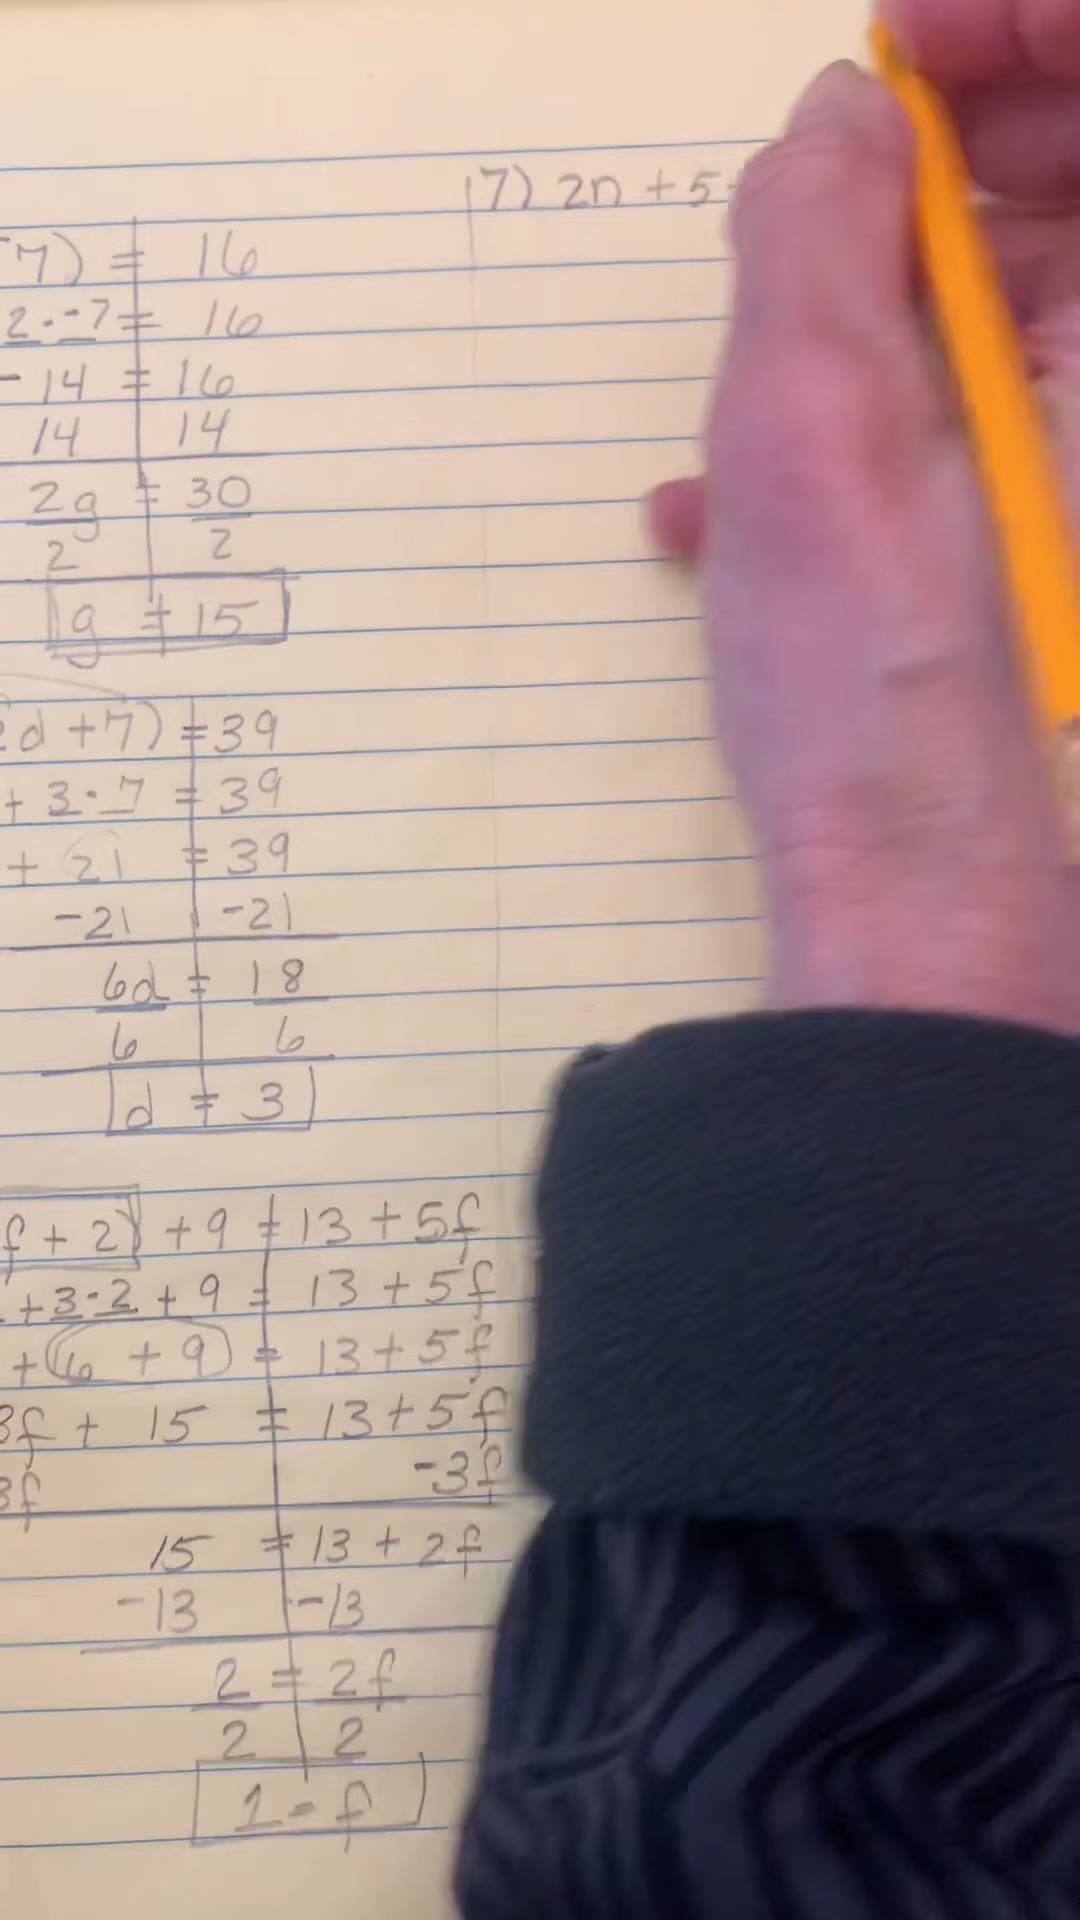 7) 2n + 5
7) = 16
2·-7 = 16
- 14 = 16
14 14
2g = 30
2 2
g = 15
2d + 7) = 39
+ 3·7 = 39
+ 21 = 39
-21 -21
6d = 18
6 6
d = 3
f + 2) + 9 = 13 + 5f
+ 3·2 + 9 = 13 + 5f
+ (6 + 9) = 13 + 5f
3f + 15 = 13 + 5f
3f -3f
15 = 13 + 2f
-13 -13
2 = 2f
2 2
1 = f